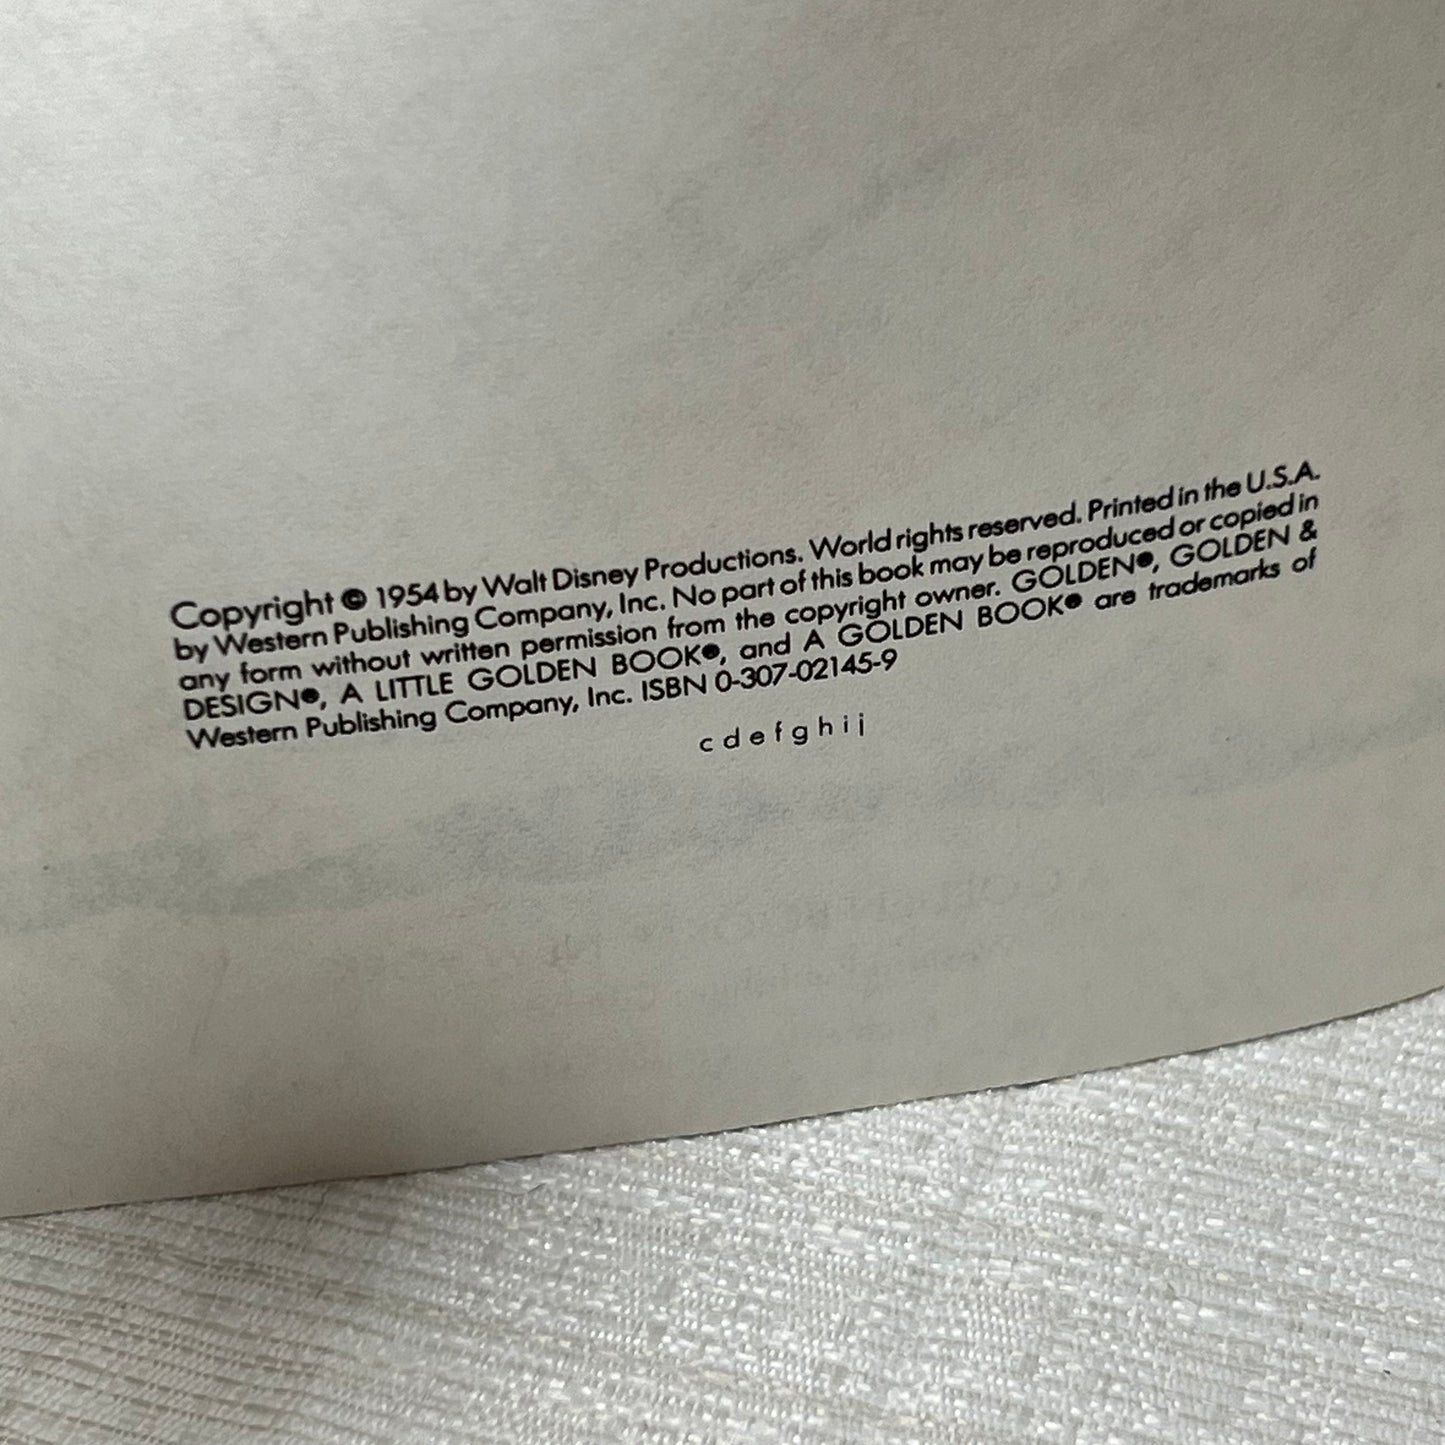 Copyright © 1954 by Walt Disney Productions. World rights reserved. Printed in the U.S.A.
by Western Publishing Company, Inc. No part of this book may be reproduced or copied in
any form without written permission from the copyright owner. GOLDEN®, GOLDEN &
DESIGN®, A LITTLE GOLDEN BOOK®, and A GOLDEN BOOK® are trademarks of
Western Publishing Company, Inc. ISBN 0-307-02145-9
c d e f g h i j